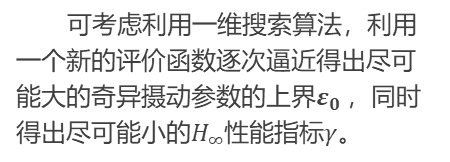 可考虑利用一维搜索算法，利用
一个新的评价函数逐次逼近得出尽可
能大的奇异摄动参数的上界ε₀ ，同时
得出尽可能小的H∞性能指标γ。